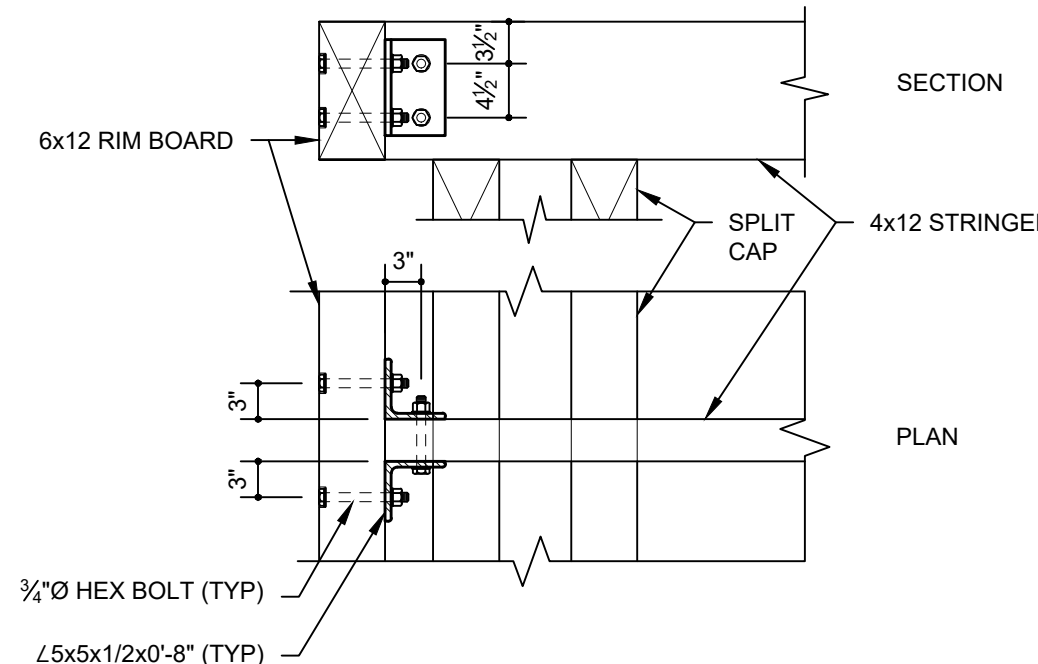 3½"
4½"
SECTION
6x12 RIM BOARD
SPLIT
CAP
4x12 STRINGE
3"
3"
PLAN
3"
¾"Ø HEX BOLT (TYP)
∠5x5x1/2x0'-8" (TYP)